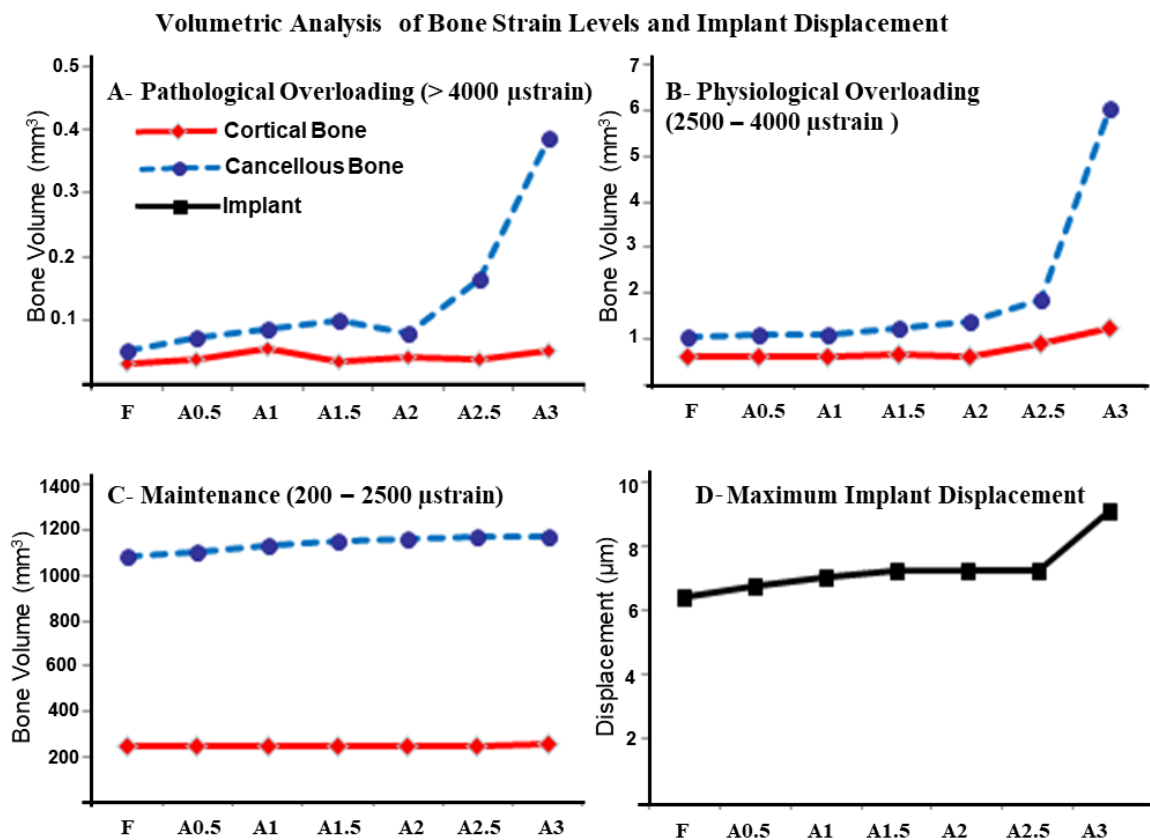 Volumetric Analysis of Bone Strain Levels and Implant Displacement
A- Pathological Overloading (> 4000 µstrain)
Cortical Bone
Cancellous Bone
Implant
Bone Volume (mm³)
0.5
0.4
0.3
0.2
0.1
F A0.5 A1 A1.5 A2 A2.5 A3
B- Physiological Overloading
(2500 – 4000 µstrain )
Bone Volume (mm³)
7
6
5
4
3
2
1
F A0.5 A1 A1.5 A2 A2.5 A3
C- Maintenance (200 – 2500 µstrain)
Bone Volume (mm³)
1400
1200
1000
800
600
400
200
F A0.5 A1 A1.5 A2 A2.5 A3
D- Maximum Implant Displacement
Displacement (µm)
10
8
6
4
2
F A0.5 A1 A1.5 A2 A2.5 A3